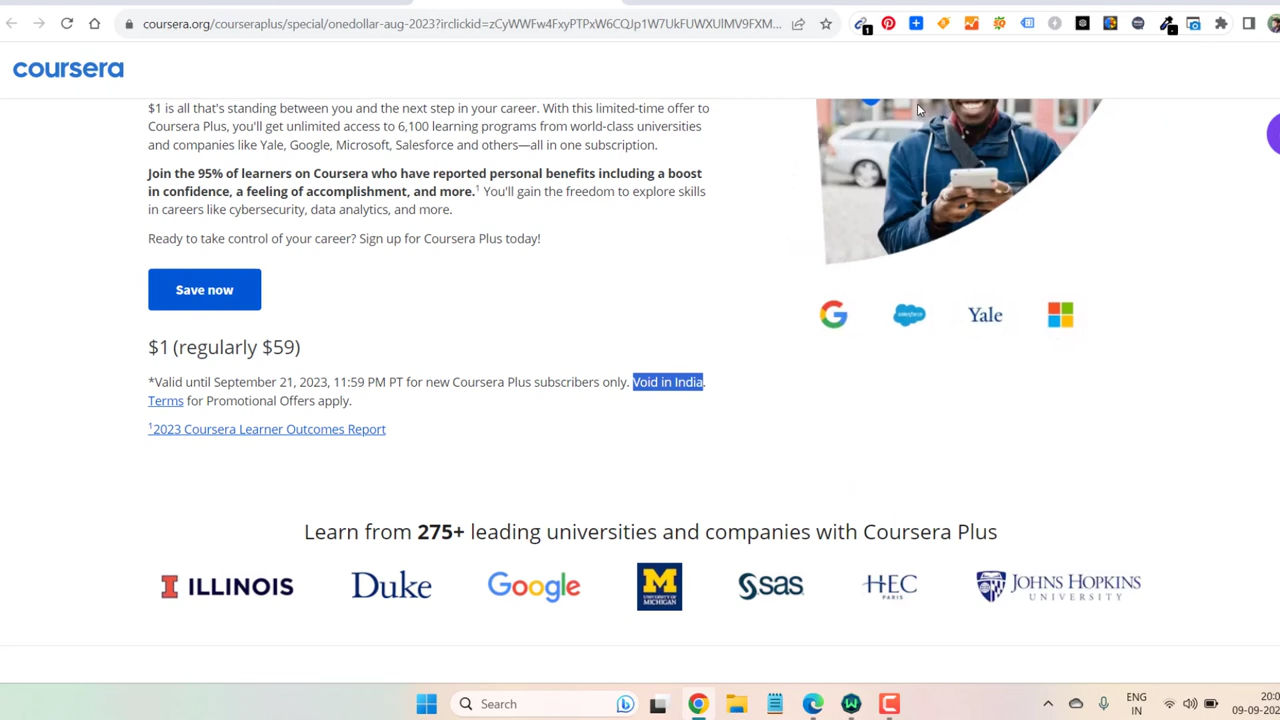 coursera.org/courseraplus/special/onedollar-aug-2023?irclickid=zCyWWFw4FxyPTPxW6CQJp1W7UkFUWXUlMV9FXM...
1
coursera
$1 is all that's standing between you and the next step in your career. With this limited-time offer to
Coursera Plus, you'll get unlimited access to 6,100 learning programs from world-class universities
and companies like Yale, Google, Microsoft, Salesforce and others—all in one subscription.
Join the 95% of learners on Coursera who have reported personal benefits including a boost
in confidence, a feeling of accomplishment, and more.¹ You'll gain the freedom to explore skills
in careers like cybersecurity, data analytics, and more.
Ready to take control of your career? Sign up for Coursera Plus today!
Save now
G salesforce Yale
$1 (regularly $59)
*Valid until September 21, 2023, 11:59 PM PT for new Coursera Plus subscribers only. Void in India.
Terms for Promotional Offers apply.
¹2023 Coursera Learner Outcomes Report
Learn from 275+ leading universities and companies with Coursera Plus
I ILLINOIS Duke Google M UNIVERSITY OF MICHIGAN sas HEC PARIS JOHNS HOPKINS UNIVERSITY
Search
ENG
IN
20:0
09-09-202